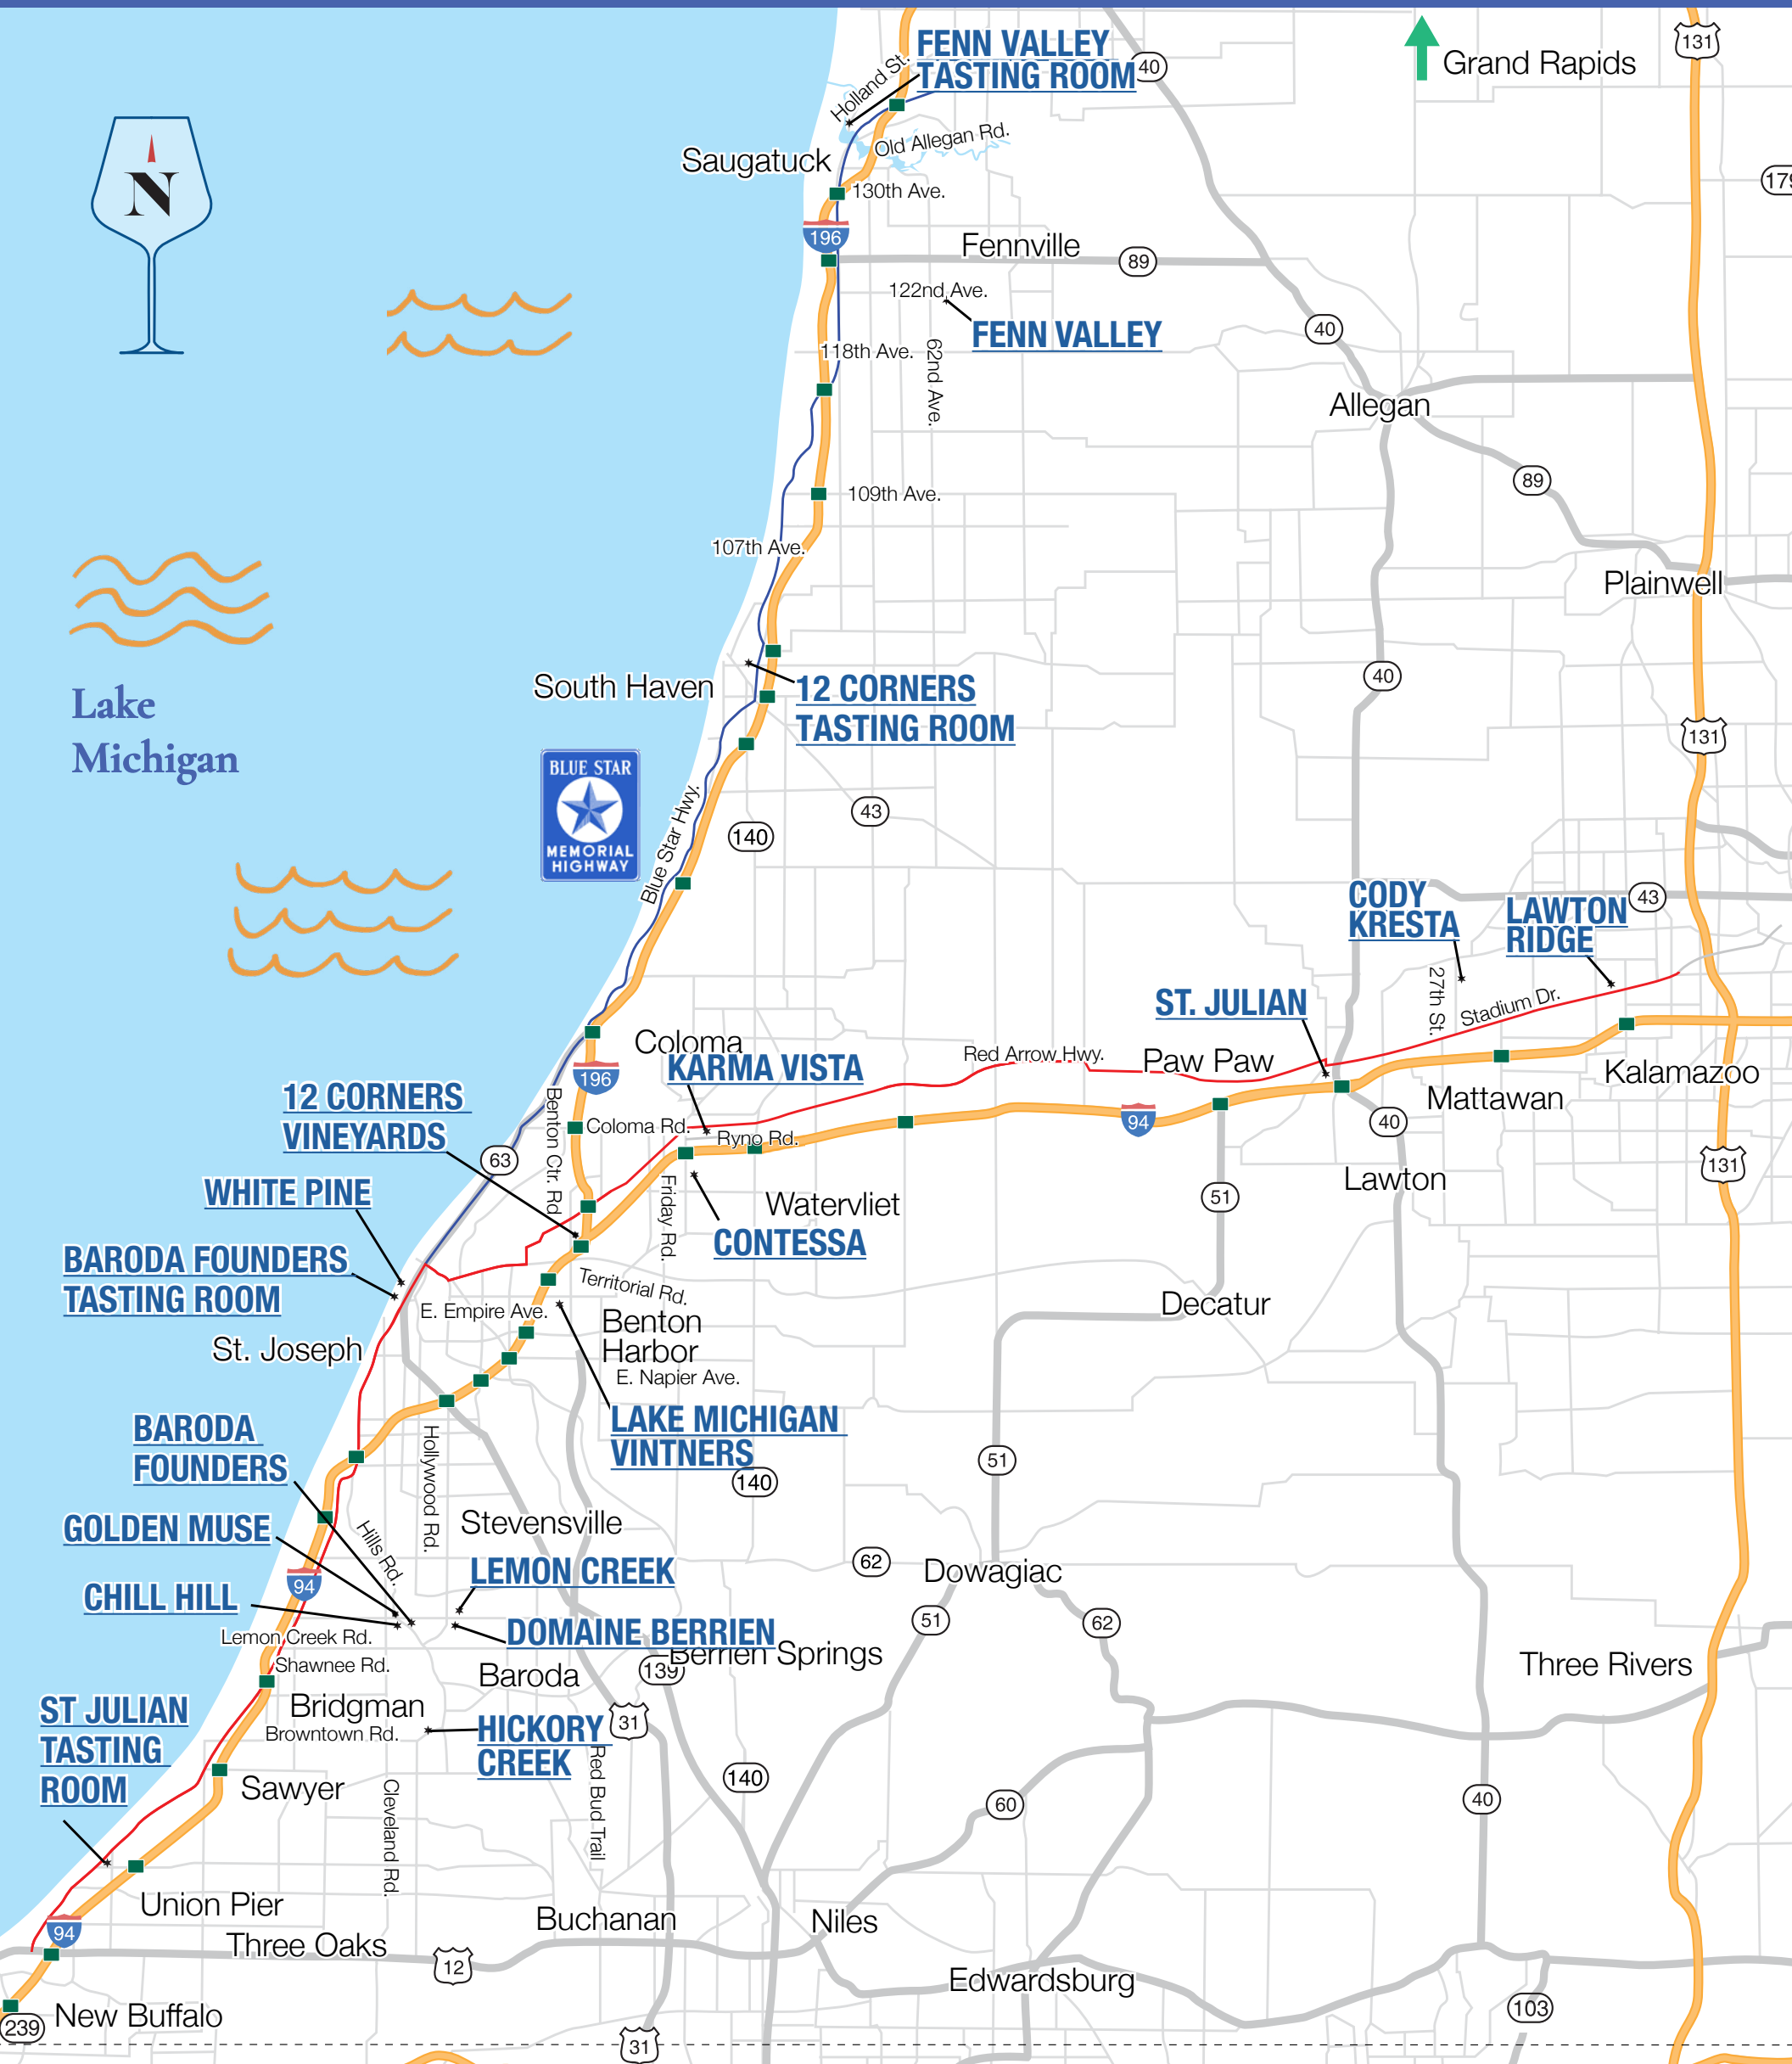 FENN VALLEY
TASTING ROOM
40
Grand Rapids
131
Holland St.
Old Allegan Rd.
Saugatuck
130th Ave.
N
196
Fennville
89
122nd Ave.
FENN VALLEY
40
118th Ave.
62nd Ave.
Allegan
89
109th Ave.
107th Ave.
Plainwell
40
South Haven
12 CORNERS
TASTING ROOM
Lake
Michigan
131
BLUE STAR
MEMORIAL
HIGHWAY
Blue Star Hwy.
140
43
CODY
KRESTA
LAWTON
RIDGE
43
27th St.
Stadium Dr.
ST. JULIAN
Coloma
KARMA VISTA
Red Arrow Hwy.
Paw Paw
Kalamazoo
196
12 CORNERS
VINEYARDS
Benton Ctr. Rd
Coloma Rd.
Ryno Rd.
94
Mattawan
40
63
131
WHITE PINE
Friday Rd.
Watervliet
51
Lawton
CONTESSA
BARODA FOUNDERS
TASTING ROOM
Territorial Rd.
E. Empire Ave.
Benton
Harbor
Decatur
St. Joseph
E. Napier Ave.
LAKE MICHIGAN
VINTNERS
BARODA
FOUNDERS
Hollywood Rd.
140
51
Stevensville
GOLDEN MUSE
Hills Rd.
62
Dowagiac
LEMON CREEK
94
CHILL HILL
51
62
Lemon Creek Rd.
DOMAINE BERRIEN
Berrien Springs
Shawnee Rd.
139
Baroda
Three Rivers
ST JULIAN
TASTING
ROOM
Bridgman
Browntown Rd.
HICKORY
CREEK
31
Red Bud Trail
140
Sawyer
Cleveland Rd.
60
40
Union Pier
94
Three Oaks
Buchanan
Niles
12
Edwardsburg
103
New Buffalo
239
31